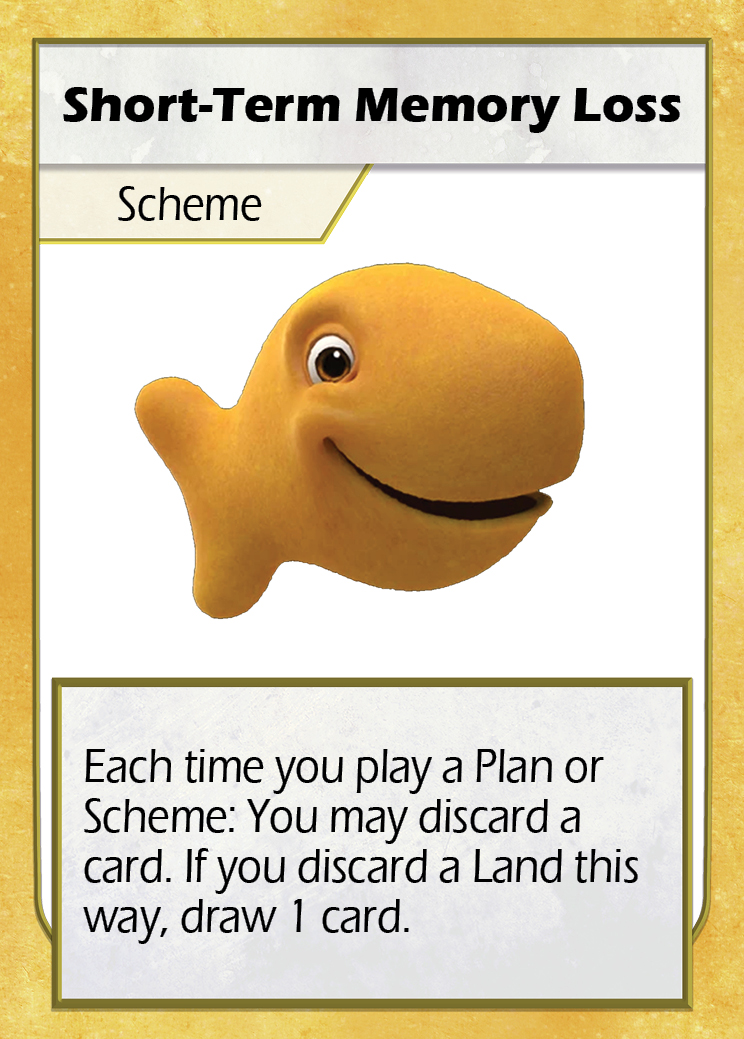 Short-Term Memory Loss
Scheme
Each time you play a Plan or
Scheme: You may discard a
card. If you discard a Land this
way, draw 1 card.